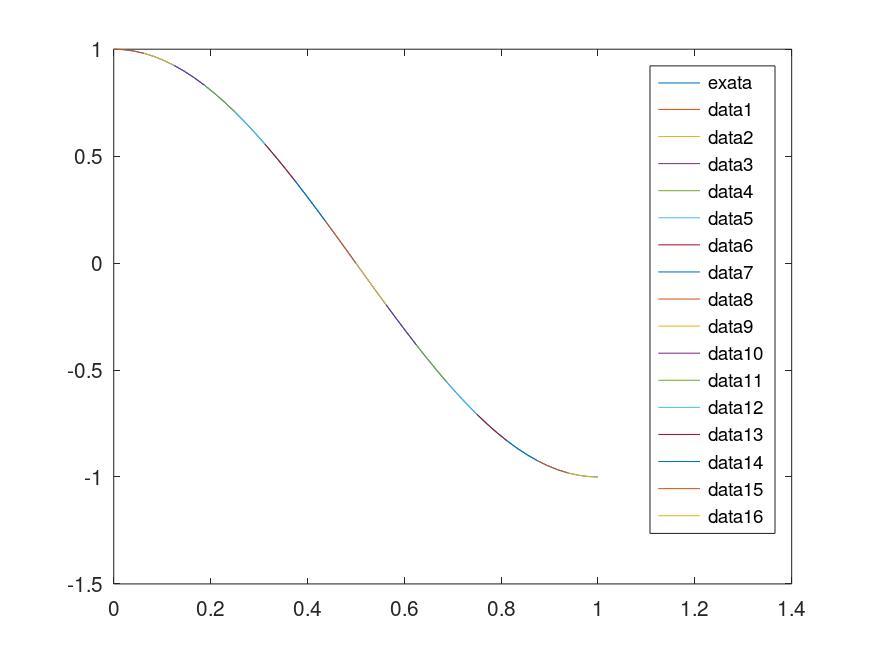 1
0.5
0
-0.5
-1
-1.5
0 0.2 0.4 0.6 0.8 1 1.2 1.4
exata
data1
data2
data3
data4
data5
data6
data7
data8
data9
data10
data11
data12
data13
data14
data15
data16